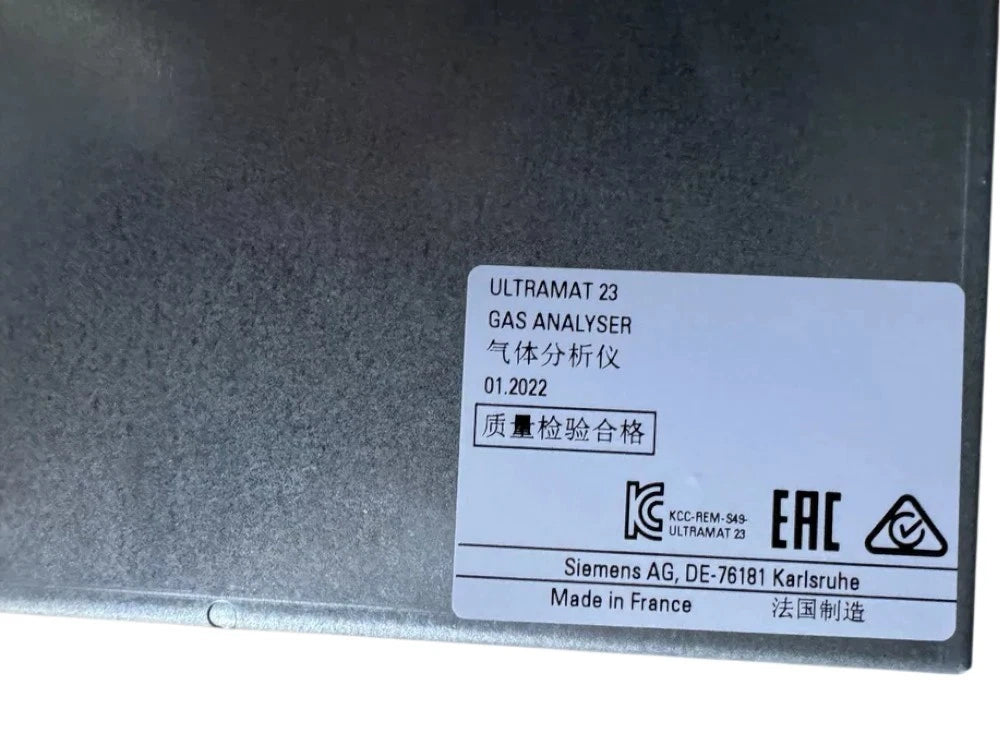 ULTRAMAT 23
GAS ANALYSER
气体分析仪
01.2022
质量检验合格
KC
KCC-REM-S49-
ULTRAMAT 23
EAC
Siemens AG, DE-76181 Karlsruhe
Made in France 法国制造